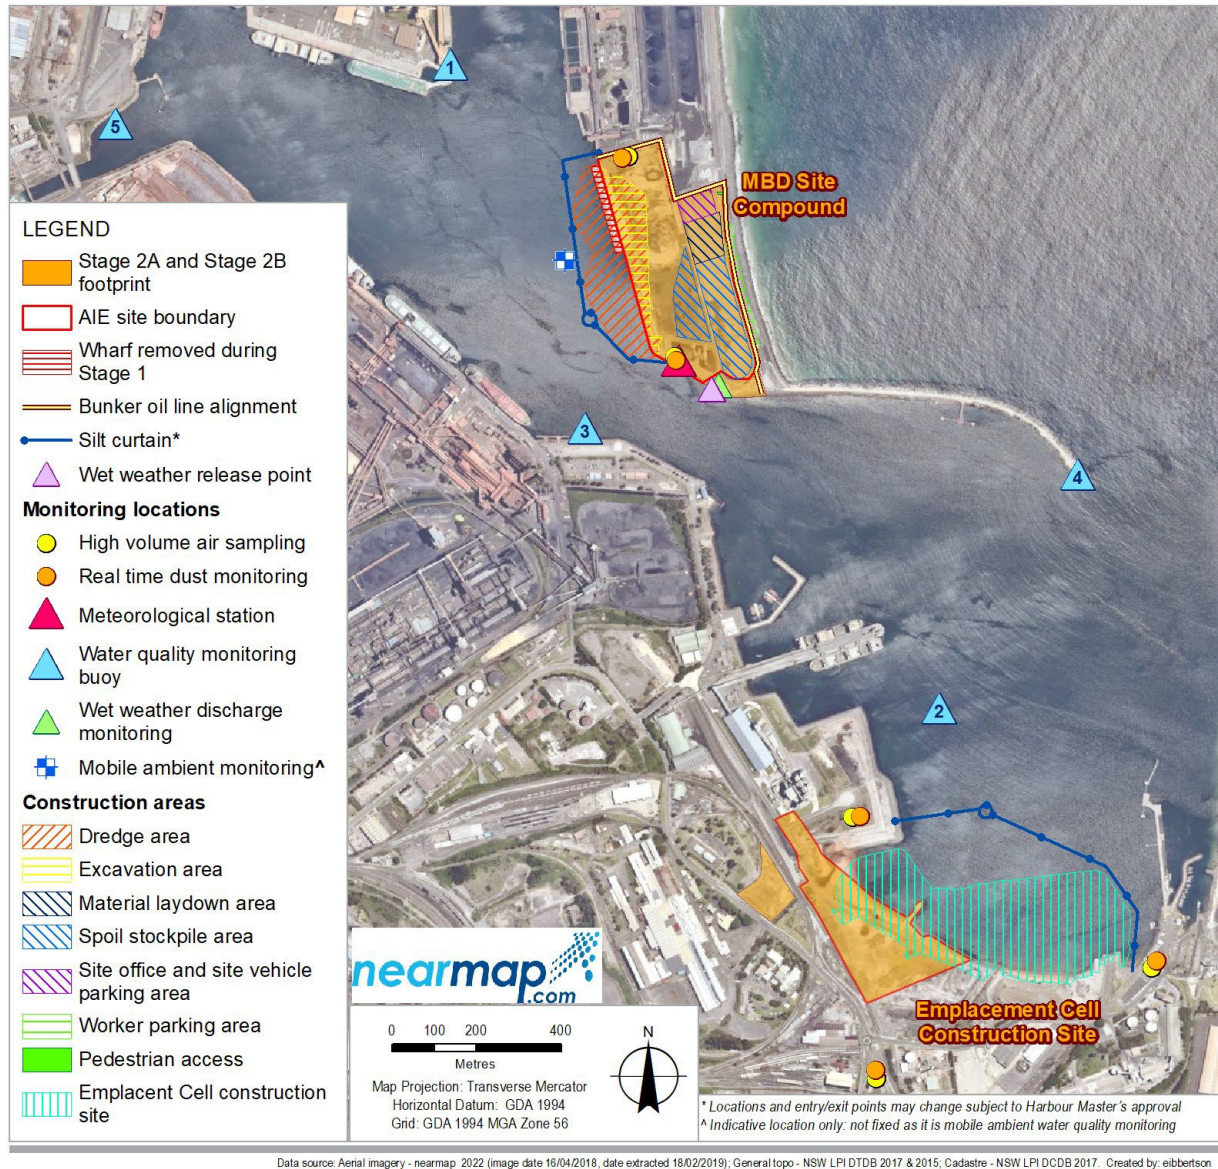 1
5
MBD Site
Compound
3
4
2
LEGEND
Stage 2A and Stage 2B
footprint
AIE site boundary
Wharf removed during
Stage 1
Bunker oil line alignment
Silt curtain*
Wet weather release point
Monitoring locations
High volume air sampling
Real time dust monitoring
Meteorological station
Water quality monitoring
buoy
Wet weather discharge
monitoring
Mobile ambient monitoring^
Construction areas
Dredge area
Excavation area
Material laydown area
Spoil stockpile area
Site office and site vehicle
parking area
Worker parking area
Pedestrian access
Emplacent Cell construction
site
nearmap
.com
Emplacement Cell
Construction Site
0 100 200 400
Metres
Map Projection: Transverse Mercator
Horizontal Datum: GDA 1994
Grid: GDA 1994 MGA Zone 56
N
* Locations and entry/exit points may change subject to Harbour Master's approval
^ Indicative location only: not fixed as it is mobile ambient water quality monitoring
Data source: Aerial imagery - nearmap 2022 (image date 16/04/2018, date extracted 18/02/2019); General topo - NSW LPI DTDB 2017 & 2015; Cadastre - NSW LPI DCDB 2017. Created by: eibbertson